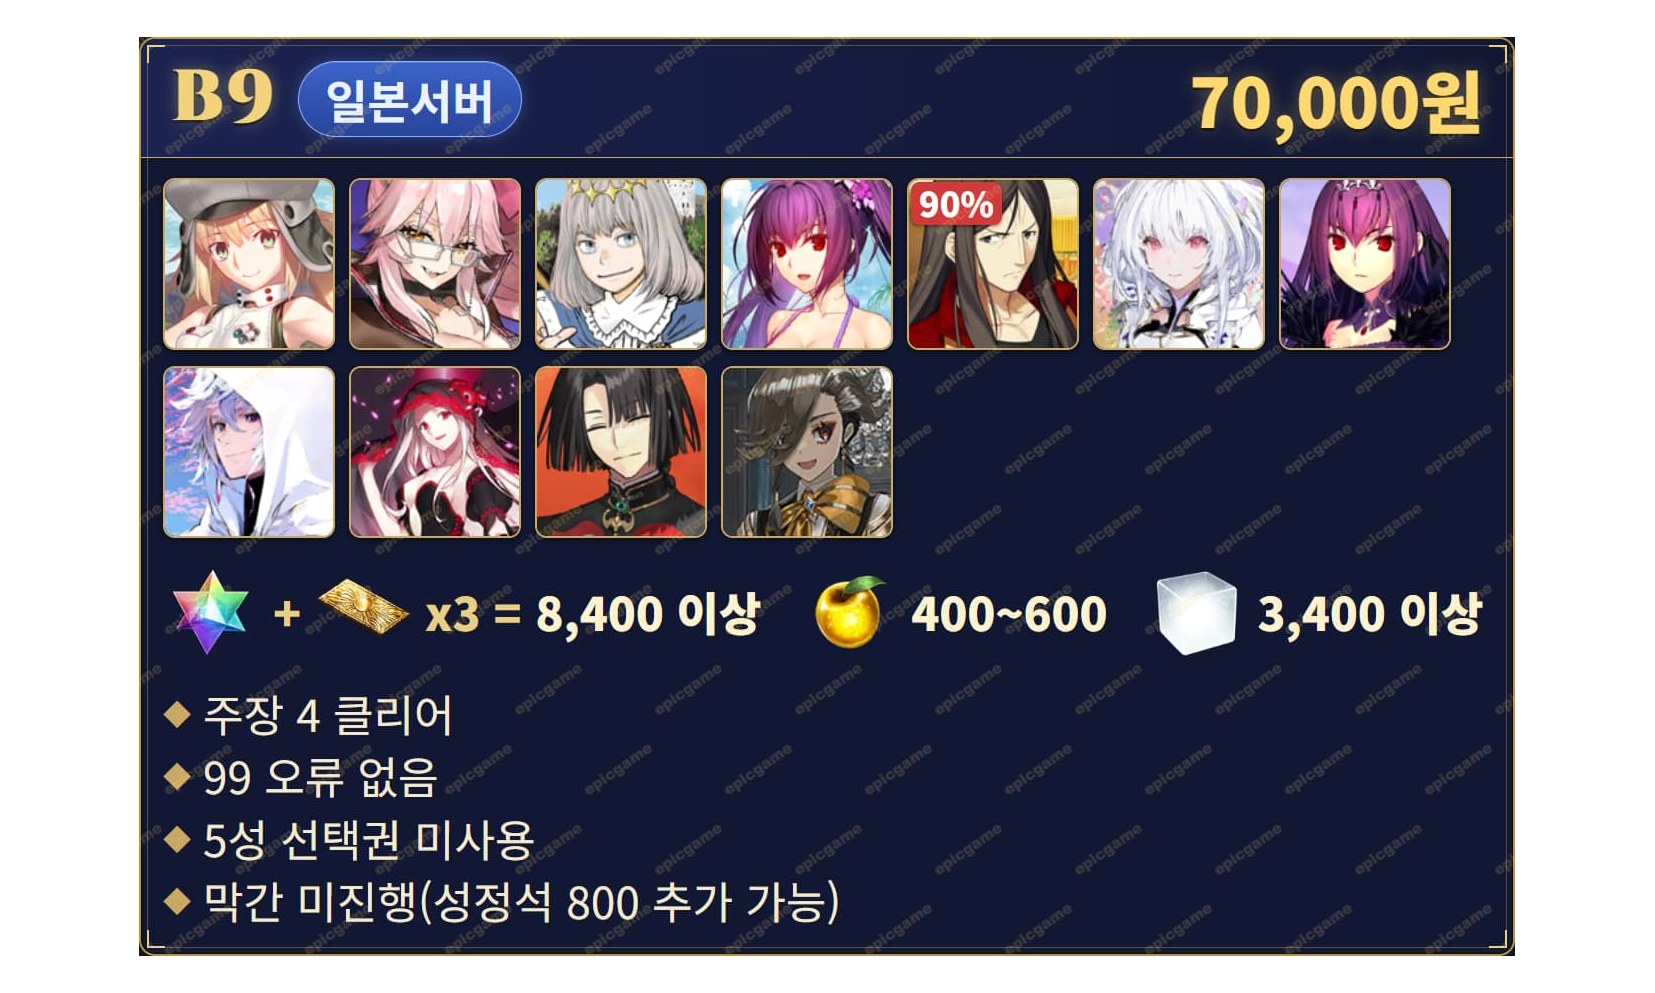 B9 일본서버 70,000원
90%
+ x3 = 8,400 이상 400~600 3,400 이상
◆ 주장 4 클리어
◆ 99 오류 없음
◆ 5성 선택권 미사용
◆ 막간 미진행(성정석 800 추가 가능)
epicgame